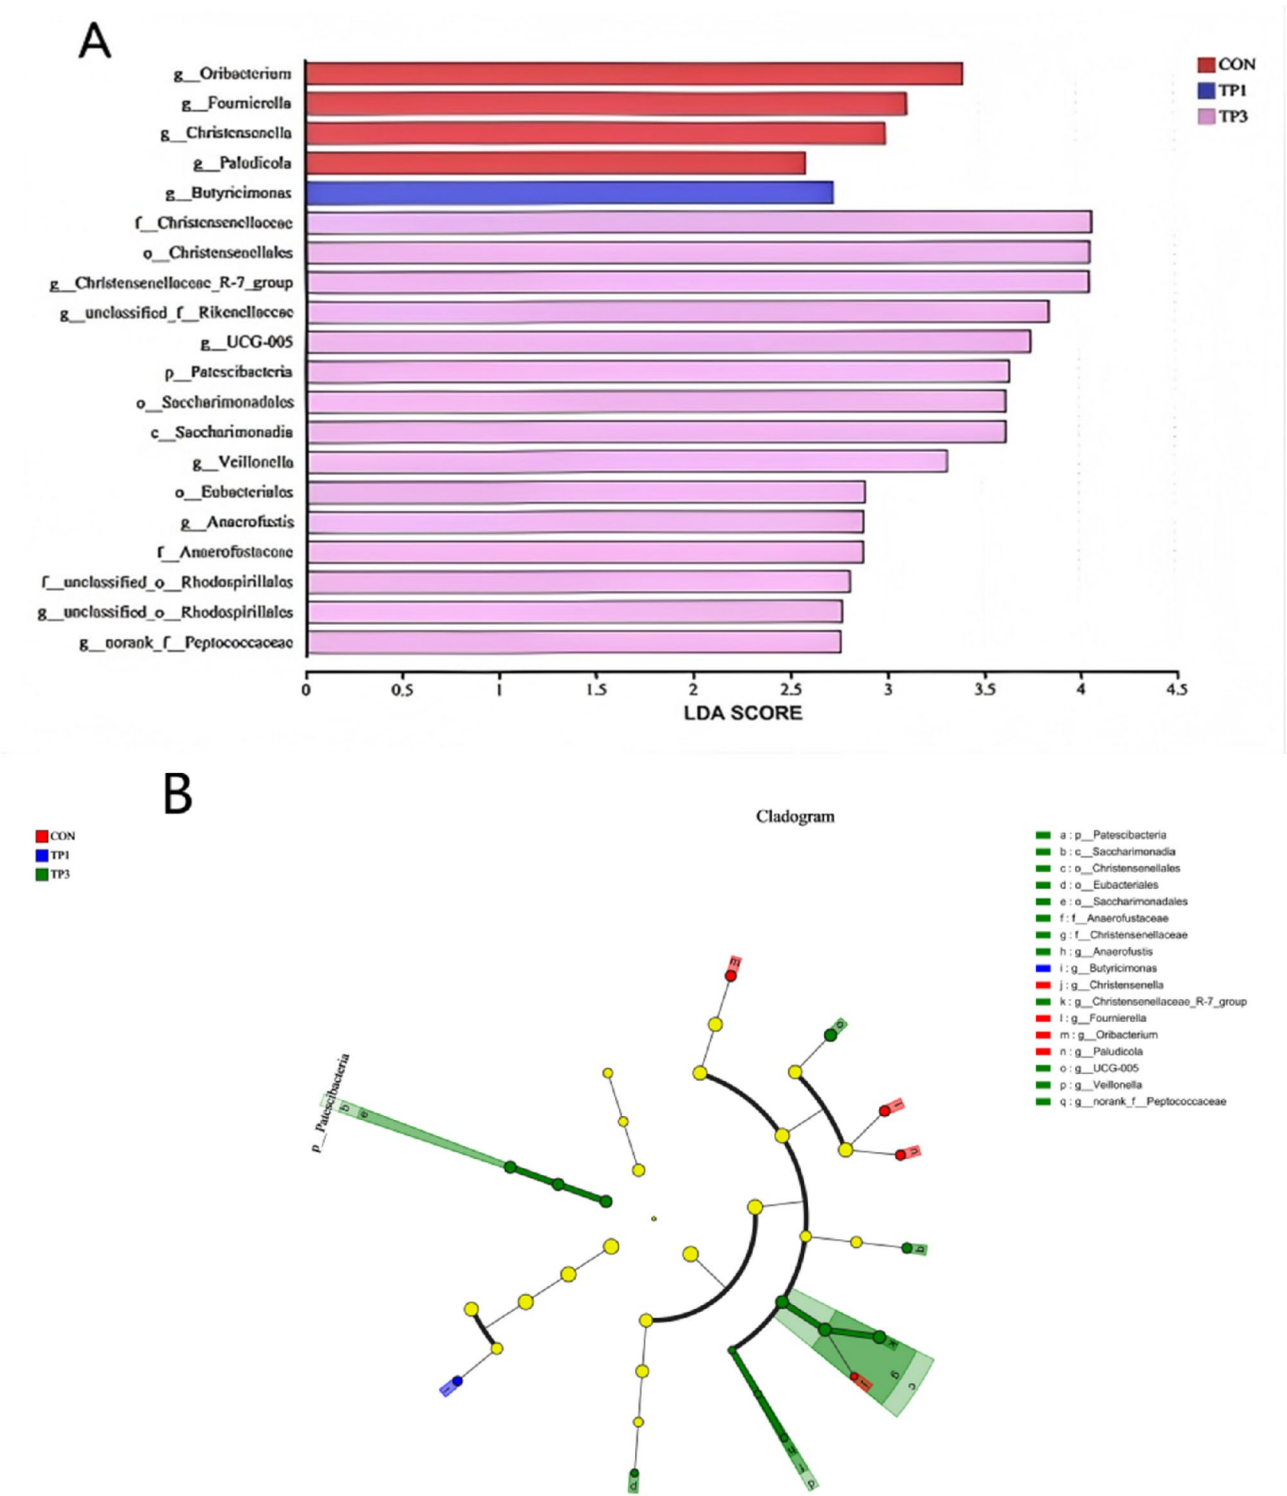 A
CON
TP1
TP3
g__Oribacterium
g__Fournierella
g__Christensenella
g__Paludicola
g__Butyricimonas
f__Christensenellaceae
o__Christensenellales
g__Christensenellaceae_R-7_group
g__unclassified_f__Rikenellaceae
g__UCG-005
p__Patescibacteria
o__Saccharimonadales
c__Saccharimonadia
g__Veillonella
o__Eubacteriales
g__Anaerofustis
f__Anaerofustaceae
f__unclassified_o__Rhodospirillales
g__unclassified_o__Rhodospirillales
g__norank_f__Peptococcaceae
0 0.5 1 1.5 2 2.5 3 3.5 4 4.5
LDA SCORE
B
Cladogram
CON
TP1
TP3
a : p__Patescibacteria
b : c__Saccharimonadia
c : o__Christensenellales
d : o__Eubacteriales
e : o__Saccharimonadales
f : f__Anaerofustaceae
g : f__Christensenellaceae
h : g__Anaerofustis
i : g__Butyricimonas
j : g__Christensenella
k : g__Christensenellaceae_R-7_group
l : g__Fournierella
m : g__Oribacterium
n : g__Paludicola
o : g__UCG-005
p : g__Veillonella
q : g__norank_f__Peptococcaceae
p__Patescibacteria
b e
m
o
l
n
q
k
j
g
c
i
p
h
f
d